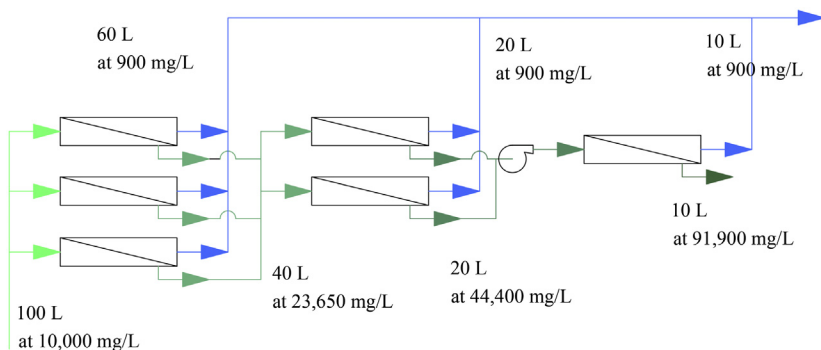 60 L
at 900 mg/L
20 L
at 900 mg/L
10 L
at 900 mg/L
10 L
at 91,900 mg/L
40 L
at 23,650 mg/L
20 L
at 44,400 mg/L
100 L
at 10,000 mg/L